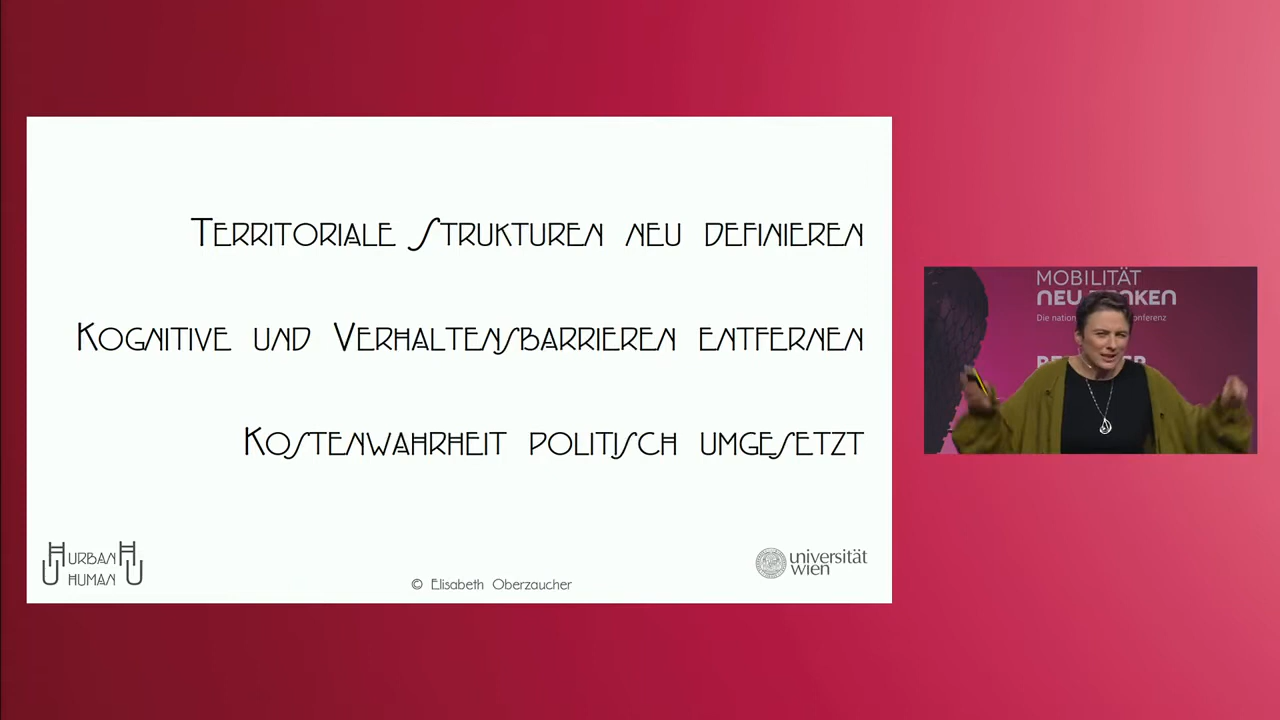 Territoriale Strukturen neu definieren
Kognitive und Verhaltensbarrieren entfernen
Kostenwahrheit politisch umgesetzt
URBAN
HUMAN
© Elisabeth Oberzaucher
universität
wien
MOBILITÄT
NEU
Die nation